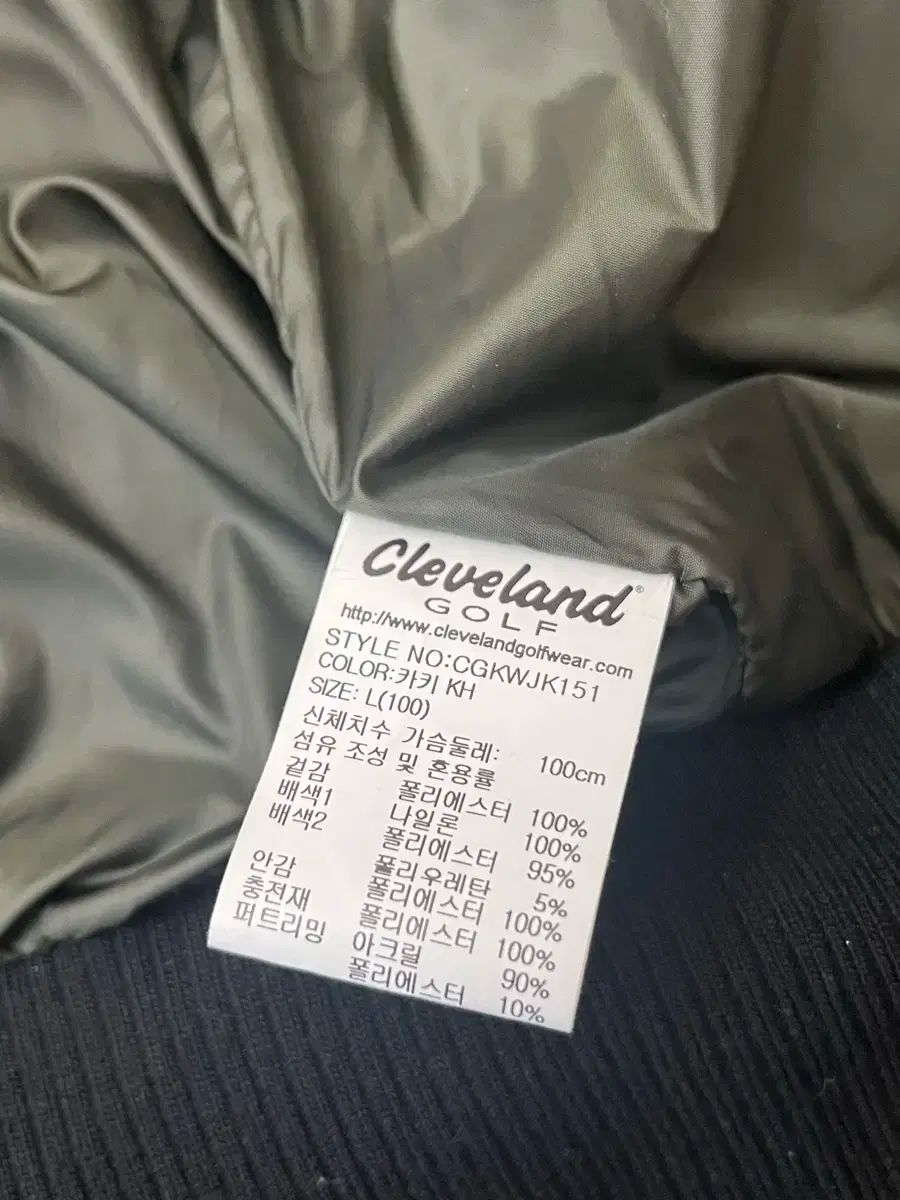 Cleveland®
GOLF
http://www.clevelandgolfwear.com
STYLE NO:CGKWJK151
COLOR:카키 KH
SIZE: L(100)
신체치수 가슴둘레: 100cm
섬유 조성 및 혼용률
겉감 폴리에스터 100%
배색1 나일론 100%
배색2 폴리에스터 95%
폴리우레탄 5%
안감 폴리에스터 100%
충전재 폴리에스터 100%
퍼트리밍 아크릴 90%
폴리에스터 10%